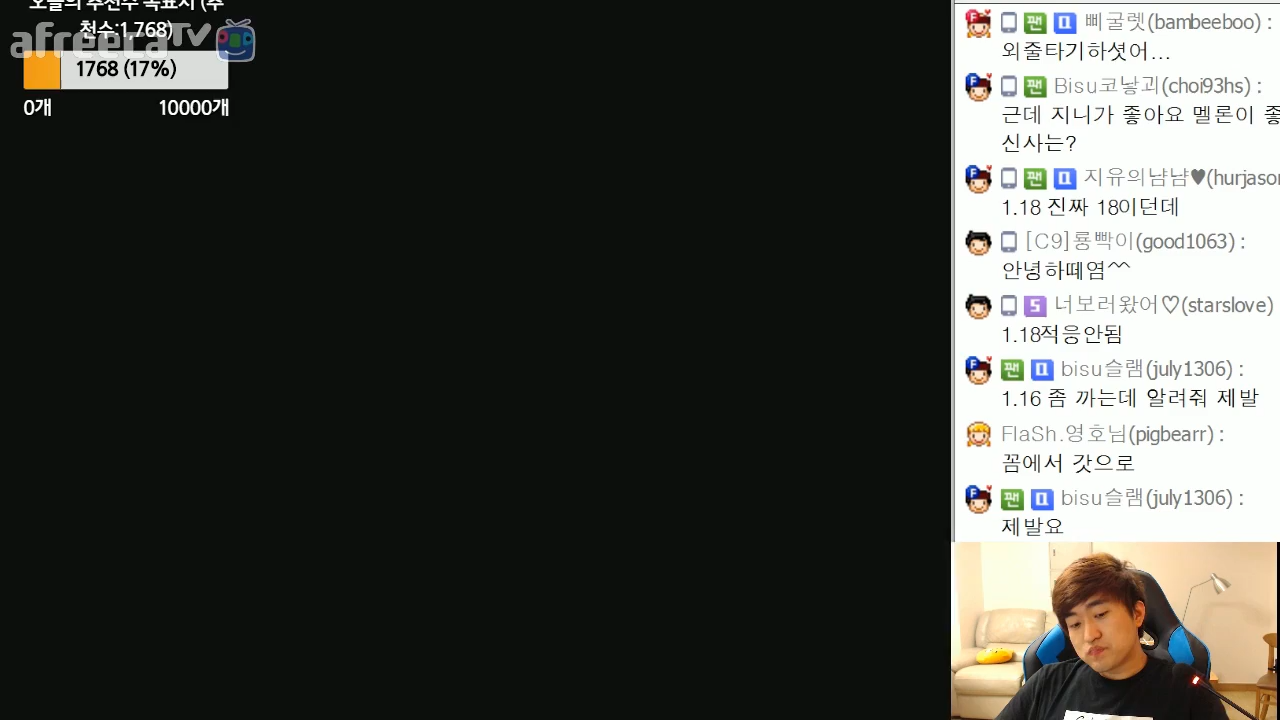 오늘의 추천수 목표치 (추
천수:1,768)
afreecaTV
1768 (17%)
0개
10000개
팬 삐굴렛(bambeeboo) :
외줄타기하셧어...
F 팬 Bisu코낳괴(choi93hs) :
근데 지니가 좋아요 멜론이 좋
신사는?
F 팬 지유의냠냠♥(hurjason
1.18 진짜 18이던데
[C9]룡빡이(good1063) :
안녕하떼염^^
S 너보러왔어♡(starslove)
1.18적응안됨
F 팬 bisu슬램(july1306) :
1.16 좀 까는데 알려줘 제발
FlaSh.영호님(pigbearr) :
꼼에서 갓으로
F 팬 bisu슬램(july1306) :
제발요